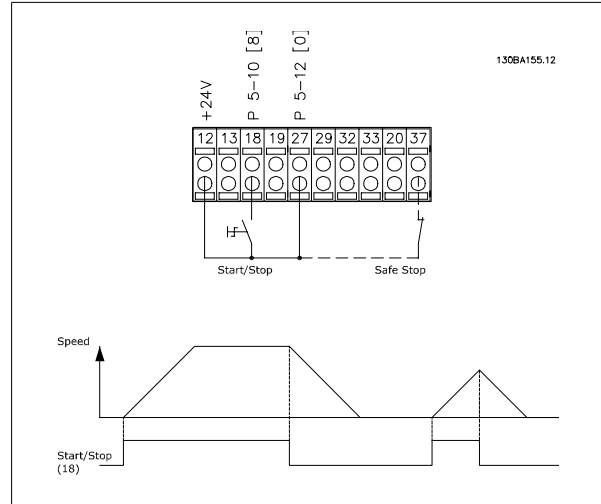 130BA155.12
+24V
P 5-10 [8]
P 5-12 [0]
12 13 18 19 27 29 32 33 20 37
Start/Stop
Safe Stop
Speed
Start/Stop
(18)